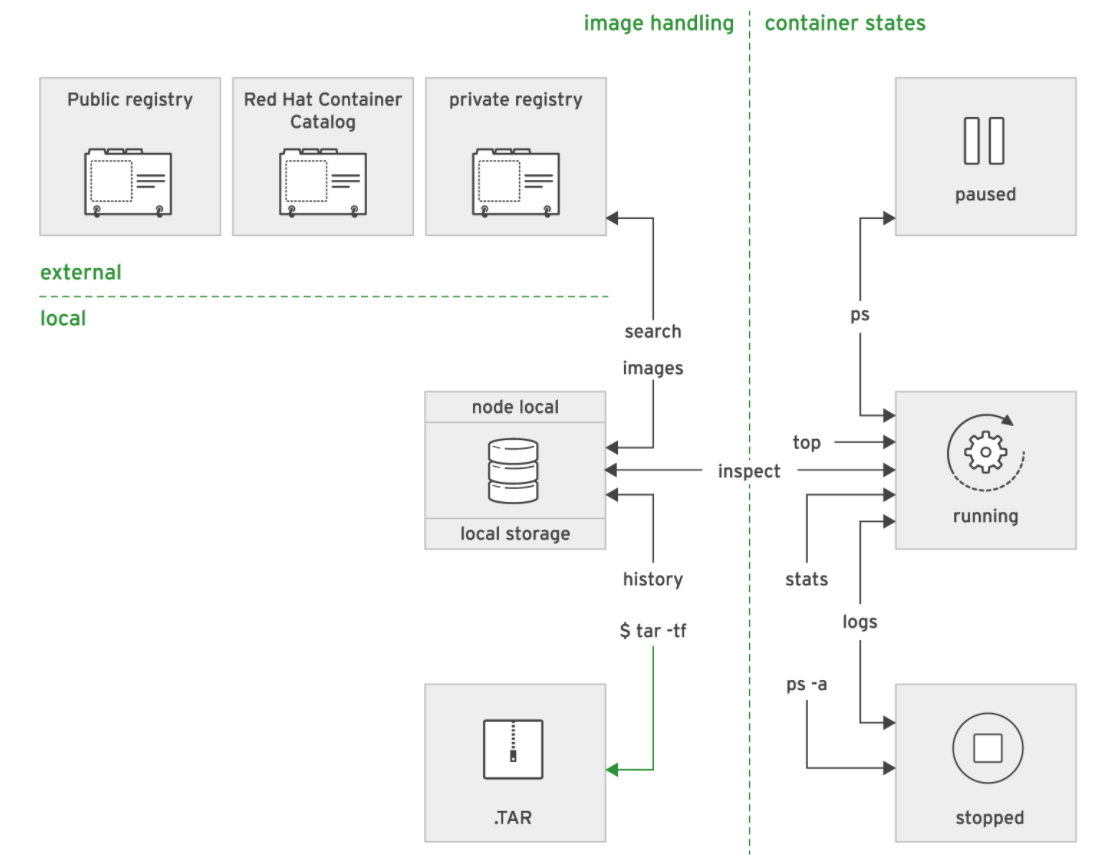 image handling
container states
Public registry
Red Hat Container
Catalog
private registry
paused
external
local
search
images
ps
node local
local storage
top
inspect
running
history
stats
$ tar -tf
logs
ps -a
.TAR
stopped